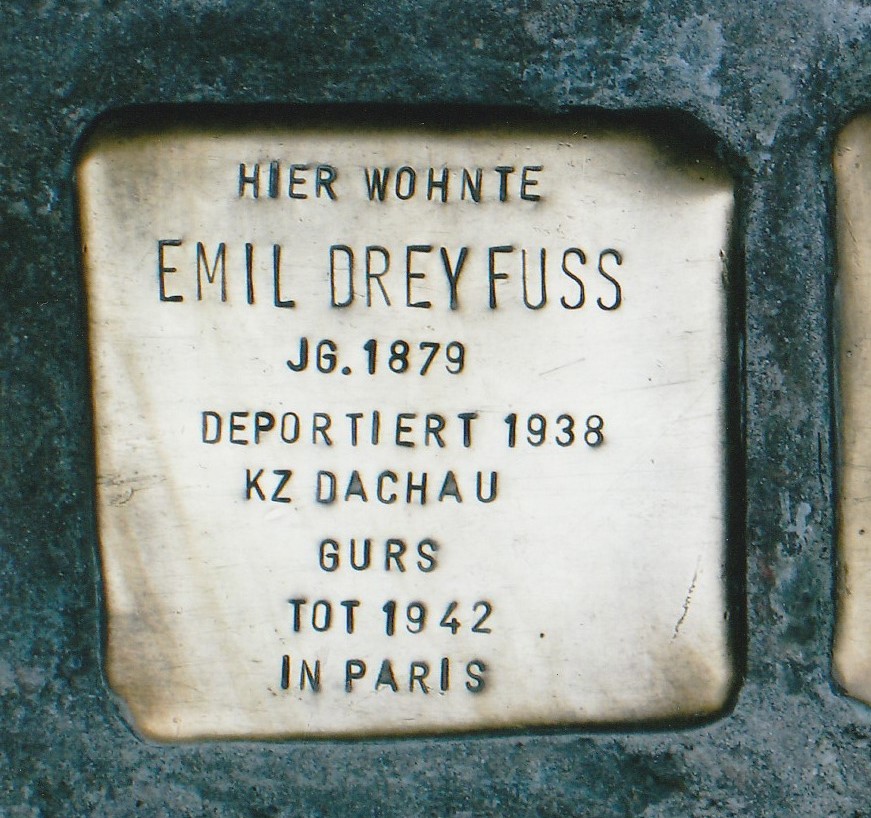 HIER WOHNTE
EMIL DREYFUSS
JG.1879
DEPORTIERT 1938
KZ DACHAU
GURS
TOT 1942
IN PARIS